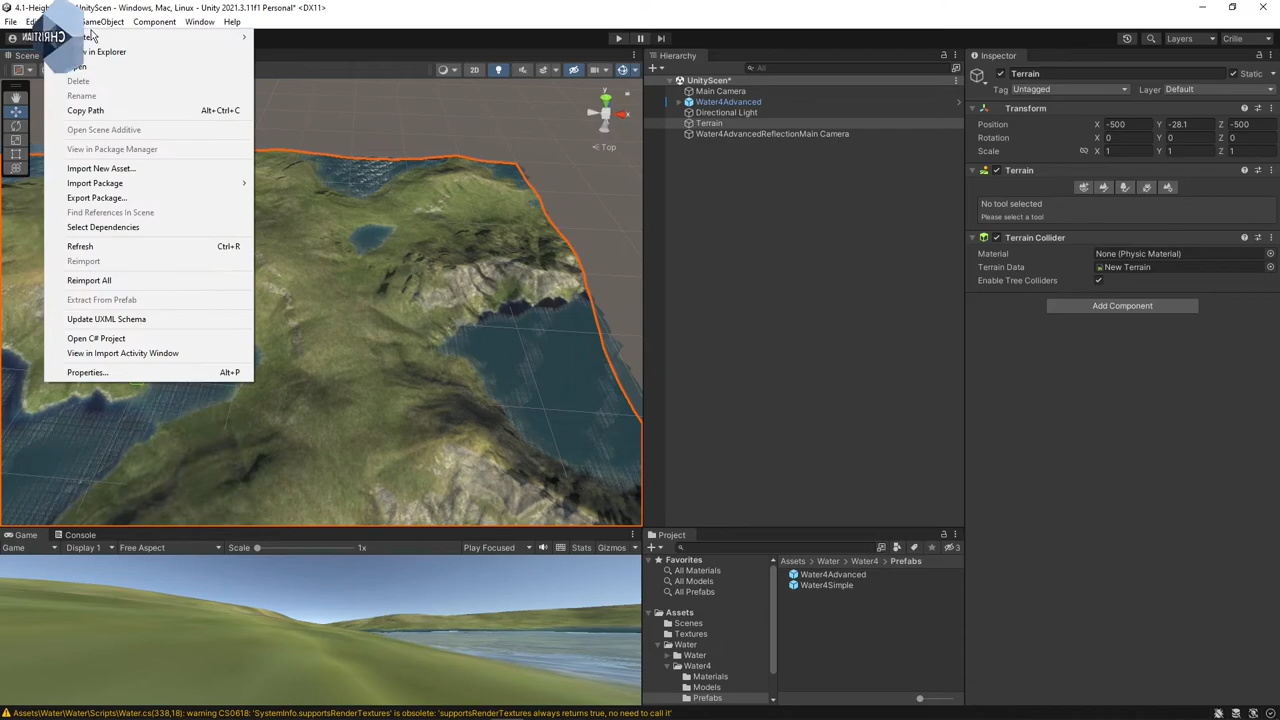 4.1-Heigh UnityScen - Windows, Mac, Linux - Unity 2021.3.11f1 Personal* <DX11>
File Edi GameObject Component Window Help
CHRISTIAN
Layers Crille
Scene
2D
Top
in Explorer
Delete
Rename
Copy Path Alt+Ctrl+C
Open Scene Additive
View in Package Manager
Import New Asset...
Import Package
Export Package...
Find References In Scene
Select Dependencies
Refresh Ctrl+R
Reimport
Reimport All
Extract From Prefab
Update UXML Schema
Open C# Project
View in Import Activity Window
Properties... Alt+P
Hierarchy
All
UnityScen*
Main Camera
Water4Advanced
Directional Light
Terrain
Water4AdvancedReflectionMain Camera
Inspector
Terrain Static
Tag Untagged Layer Default
Transform
Position X -500 Y -28.1 Z -500
Rotation X 0 Y 0 Z 0
Scale X 1 Y 1 Z 1
Terrain
No tool selected
Please select a tool
Terrain Collider
Material None (Physic Material)
Terrain Data New Terrain
Enable Tree Colliders
Add Component
Game Console
Game Display 1 Free Aspect Scale 1x Play Focused Stats Gizmos
Project
3
Favorites
All Materials
All Models
All Prefabs
Assets
Scenes
Textures
Water
Water
Water4
Materials
Models
Prefabs
Assets Water Water4 Prefabs
Water4Advanced
Water4Simple
Assets\Water\Water\Scripts\Water.cs(338,18): warning CS0618: 'SystemInfo.supportsRenderTextures' is obsolete: 'supportsRenderTextures always returns true, no need to call it'